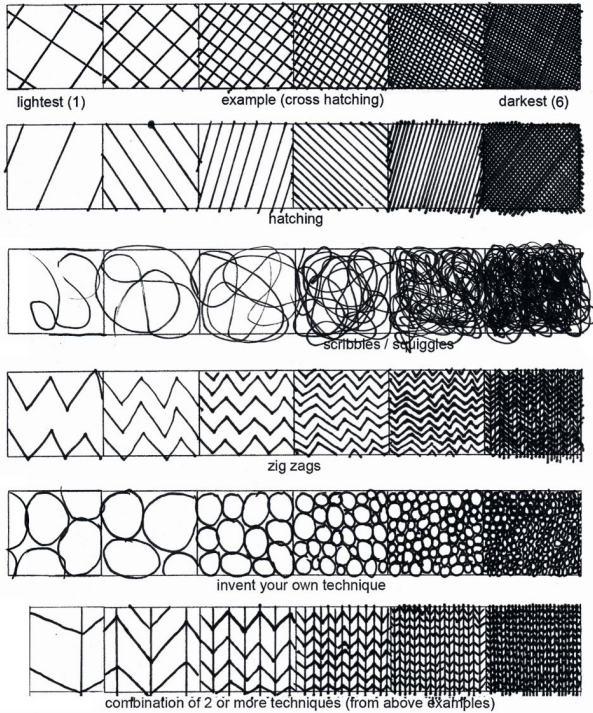 lightest (1) example (cross hatching) darkest (6)
hatching
scribbles / squiggles
zig zags
invent your own technique
combination of 2 or more techniques (from above examples)